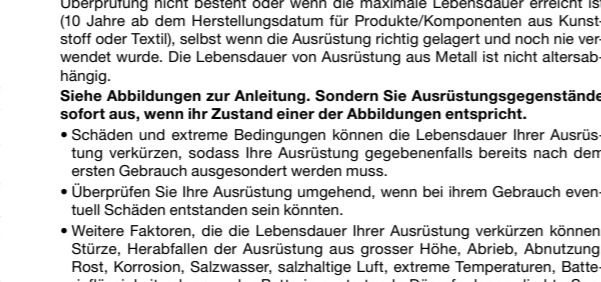 Überprüfung nicht besteht oder wenn die maximale Lebensdauer erreicht ist
(10 Jahre ab dem Herstellungsdatum für Produkte/Komponenten aus Kunst-
stoff oder Textil), selbst wenn die Ausrüstung richtig gelagert und noch nie ver-
wendet wurde. Die Lebensdauer von Ausrüstung aus Metall ist nicht altersab-
hängig.
Siehe Abbildungen zur Anleitung. Sondern Sie Ausrüstungsgegenstände
sofort aus, wenn ihr Zustand einer der Abbildungen entspricht.
• Schäden und extreme Bedingungen können die Lebensdauer Ihrer Ausrüs-
tung verkürzen, sodass Ihre Ausrüstung gegebenenfalls bereits nach dem
ersten Gebrauch ausgesondert werden muss.
• Überprüfen Sie Ihre Ausrüstung umgehend, wenn bei ihrem Gebrauch even-
tuell Schäden entstanden sein könnten.
• Weitere Faktoren, die die Lebensdauer Ihrer Ausrüstung verkürzen können
Stürze, Herabfallen der Ausrüstung aus grosser Höhe, Abrieb, Abnutzung
Rost, Korrosion, Salzwasser, salzhaltige Luft, extreme Temperaturen, Batte-